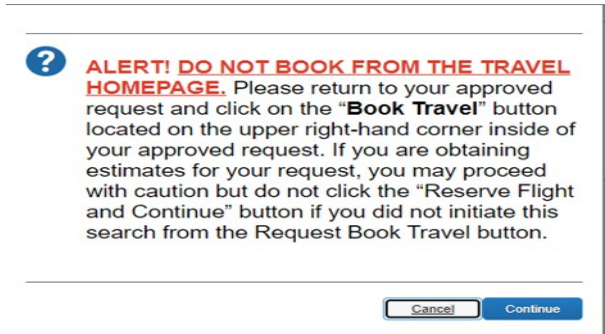 ?
ALERT! DO NOT BOOK FROM THE TRAVEL
HOMEPAGE. Please return to your approved
request and click on the “Book Travel” button
located on the upper right-hand corner inside of
your approved request. If you are obtaining
estimates for your request, you may proceed
with caution but do not click the “Reserve Flight
and Continue” button if you did not initiate this
search from the Request Book Travel button.
Cancel Continue